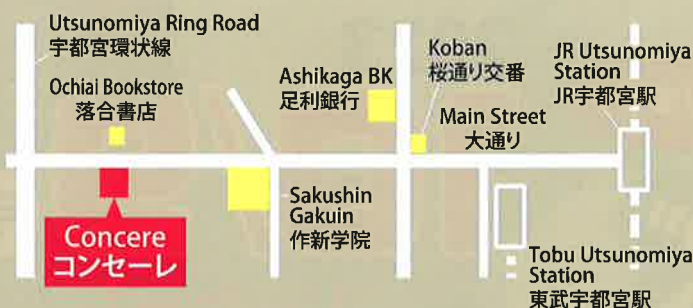 Utsunomiya Ring Road
宇都宮環状線
Ochiai Bookstore
落合書店
Ashikaga BK
足利銀行
Koban
桜通り交番
Main Street
大通り
JR Utsunomiya
Station
JR宇都宮駅
Concere
コンセーレ
Sakushin
Gakuin
作新学院
Tobu Utsunomiya
Station
東武宇都宮駅